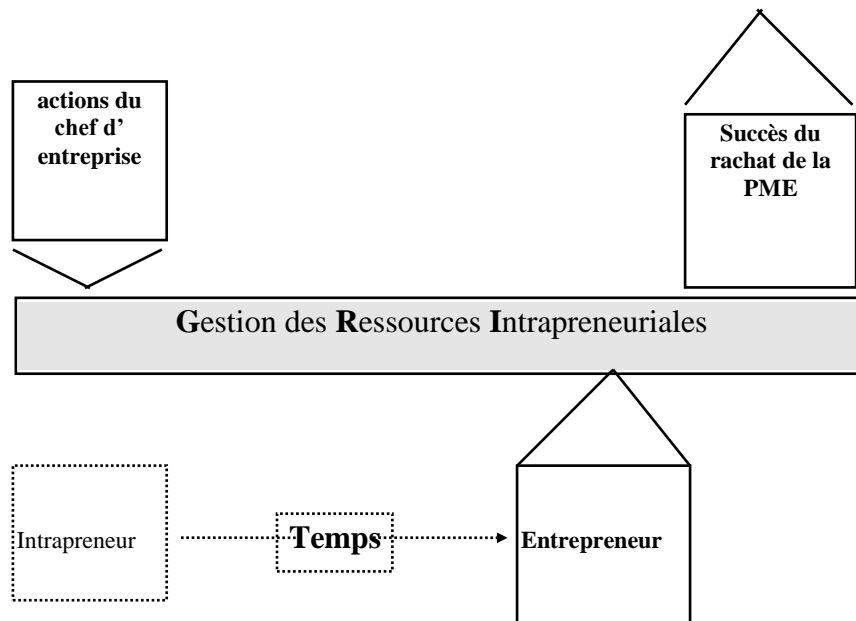 actions du
chef d’
entreprise
Succès du
rachat de la
PME
Gestion des Ressources Intrapreneuriales
Intrapreneur
Temps
Entrepreneur